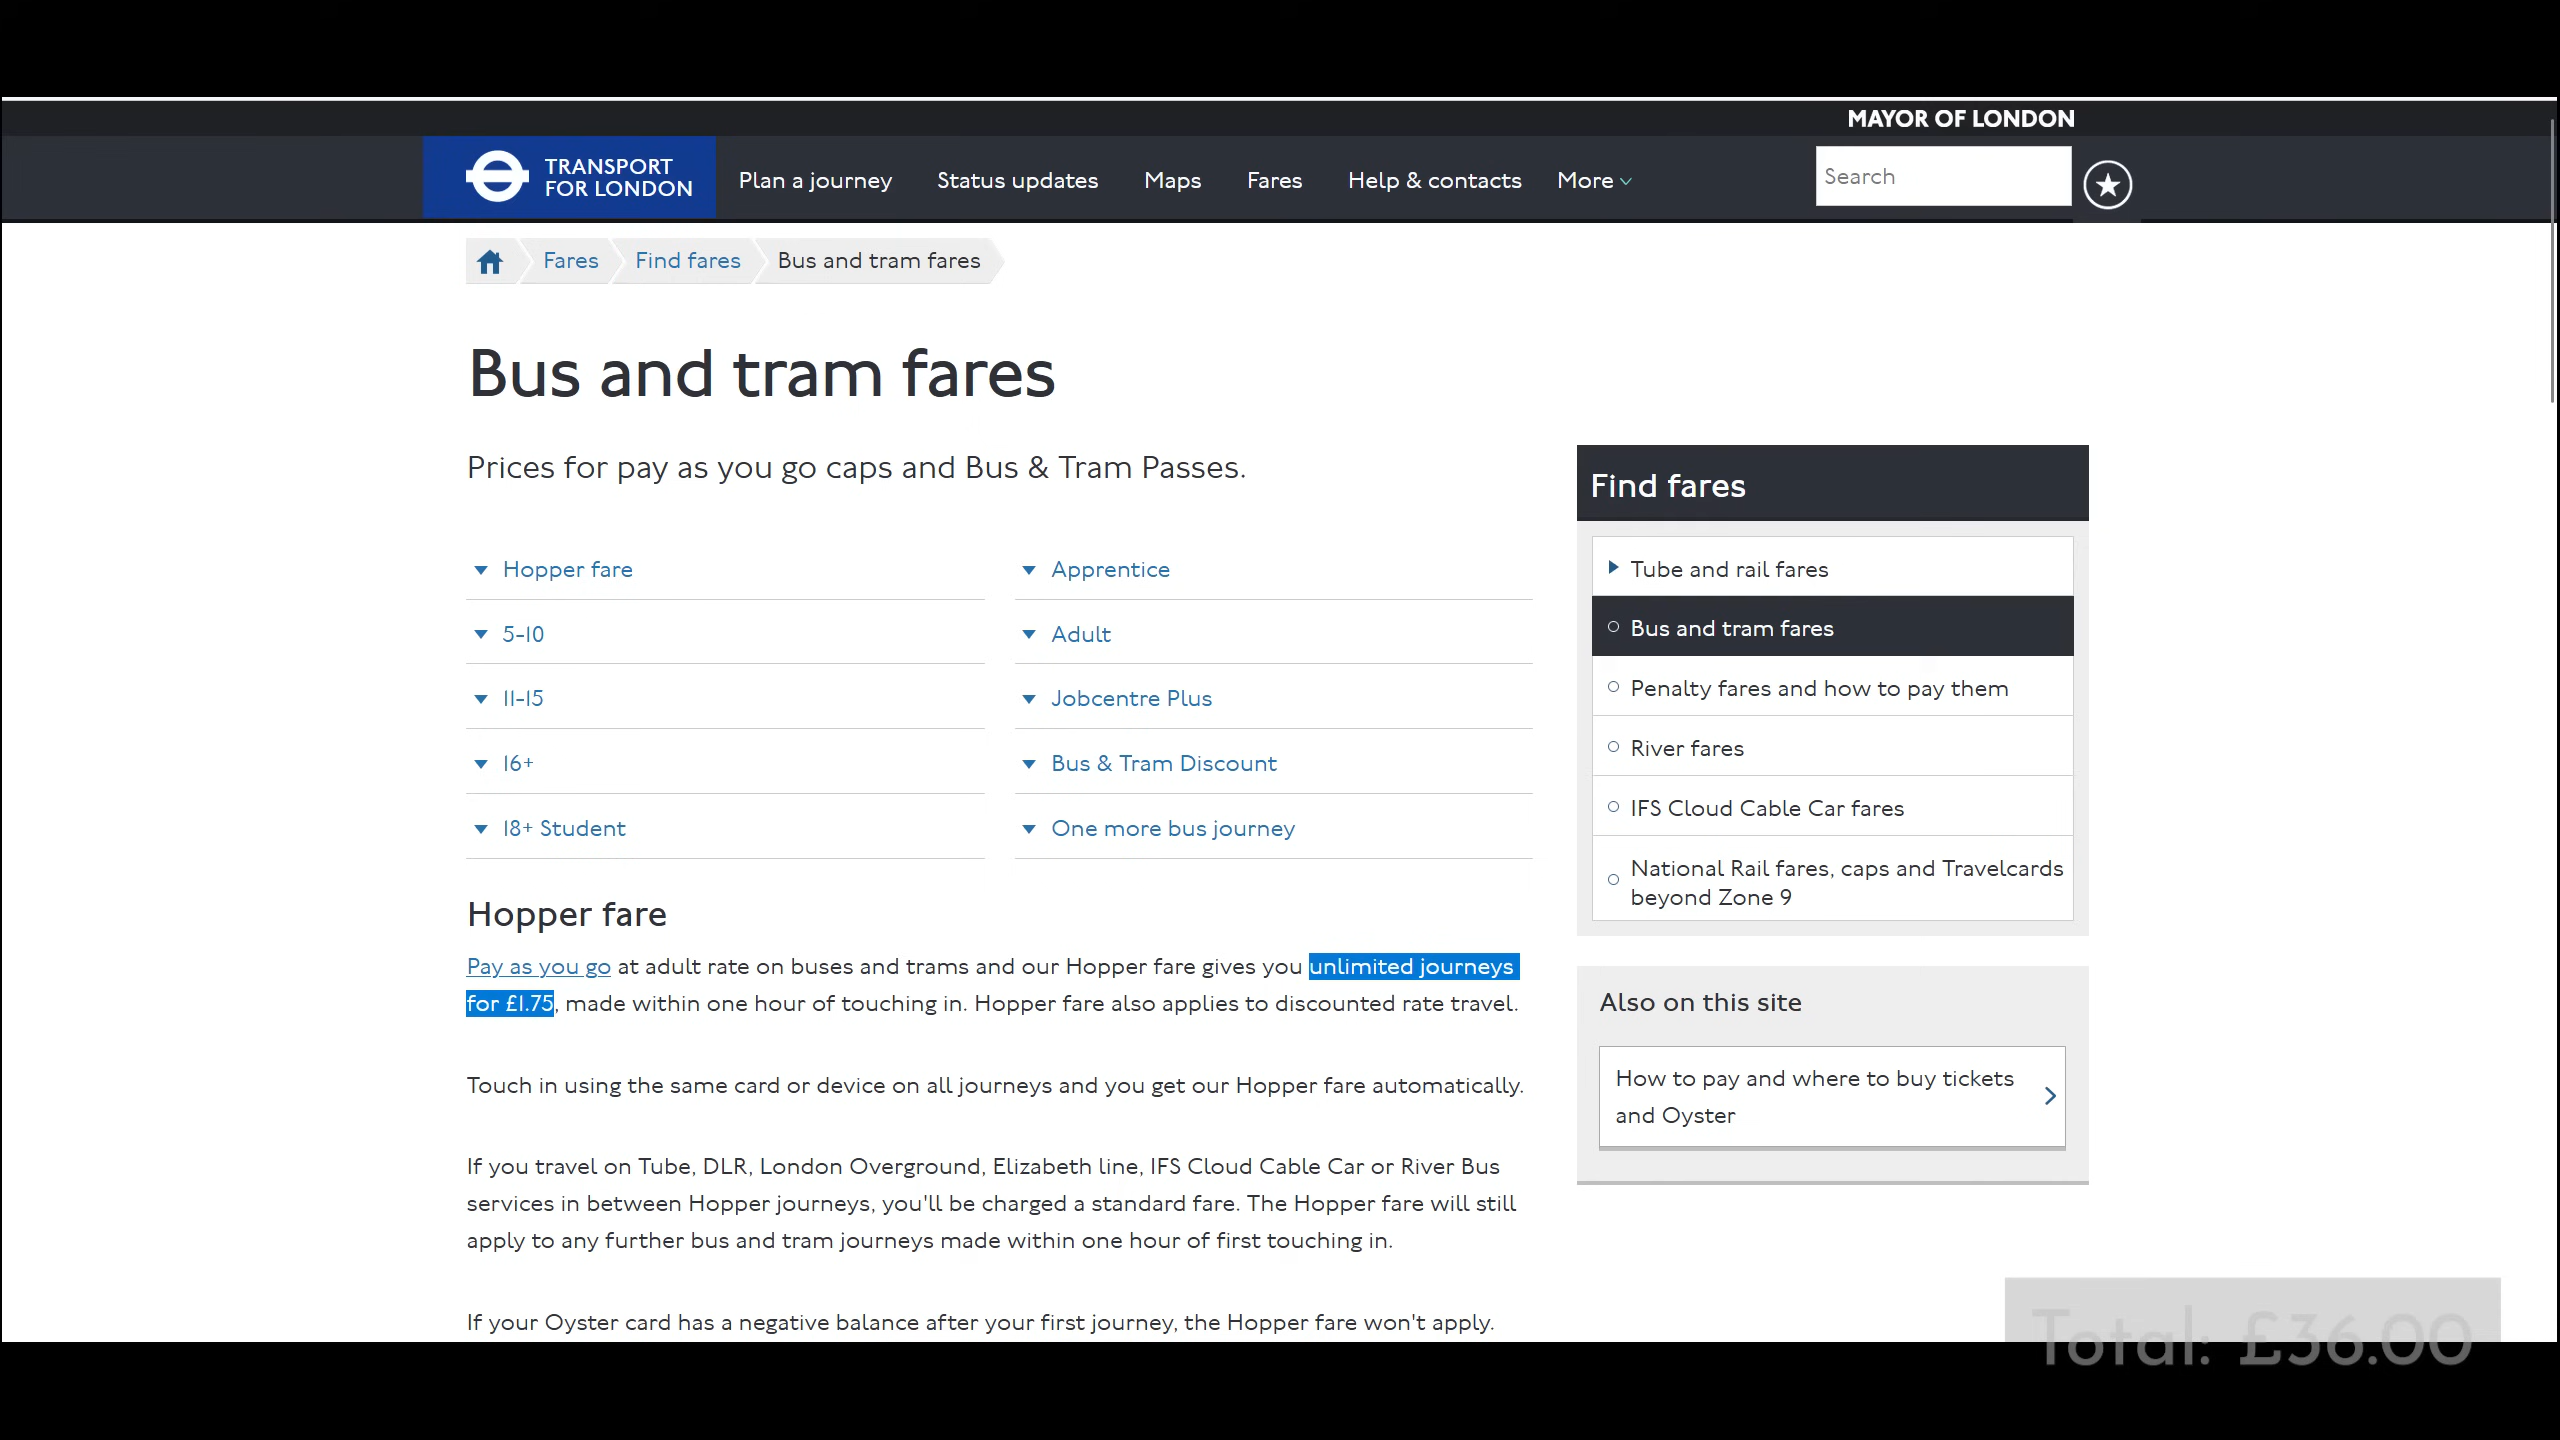 MAYOR OF LONDON
TRANSPORT
FOR LONDON
Plan a journey
Status updates
Maps
Fares
Help & contacts
More
Search
Fares
Find fares
Bus and tram fares
Bus and tram fares
Prices for pay as you go caps and Bus & Tram Passes.
Hopper fare
Apprentice
5-10
Adult
11-15
Jobcentre Plus
16+
Bus & Tram Discount
18+ Student
One more bus journey
Hopper fare
Pay as you go at adult rate on buses and trams and our Hopper fare gives you unlimited journeys
for £1.75, made within one hour of touching in. Hopper fare also applies to discounted rate travel.
Touch in using the same card or device on all journeys and you get our Hopper fare automatically.
If you travel on Tube, DLR, London Overground, Elizabeth line, IFS Cloud Cable Car or River Bus
services in between Hopper journeys, you'll be charged a standard fare. The Hopper fare will still
apply to any further bus and tram journeys made within one hour of first touching in.
If your Oyster card has a negative balance after your first journey, the Hopper fare won't apply.
Find fares
Tube and rail fares
Bus and tram fares
Penalty fares and how to pay them
River fares
IFS Cloud Cable Car fares
National Rail fares, caps and Travelcards
beyond Zone 9
Also on this site
How to pay and where to buy tickets
and Oyster
Total: £36.00